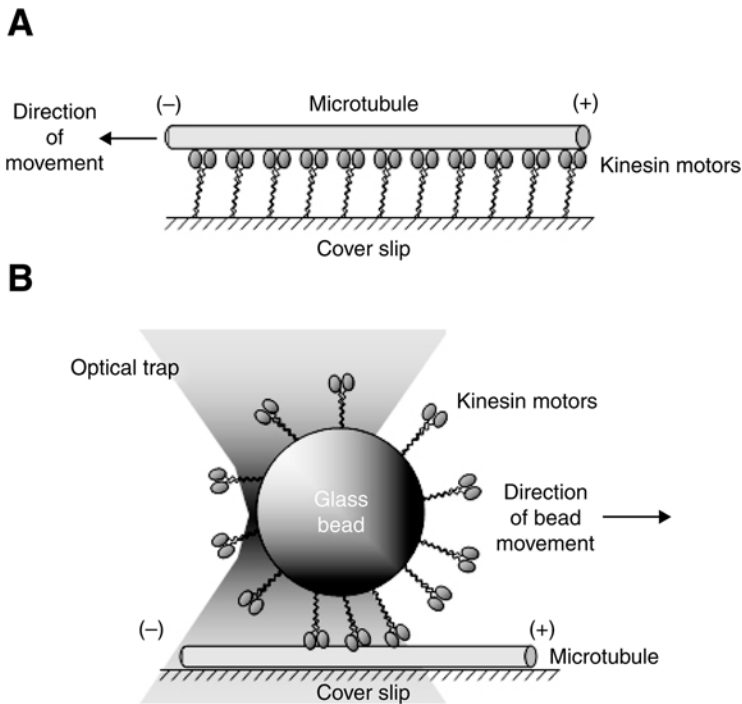 A
Direction
of
movement
(–)
Microtubule
(+)
Kinesin motors
Cover slip
B
Optical trap
Kinesin motors
Glass
bead
Direction
of bead
movement
(–)
(+)
Microtubule
Cover slip